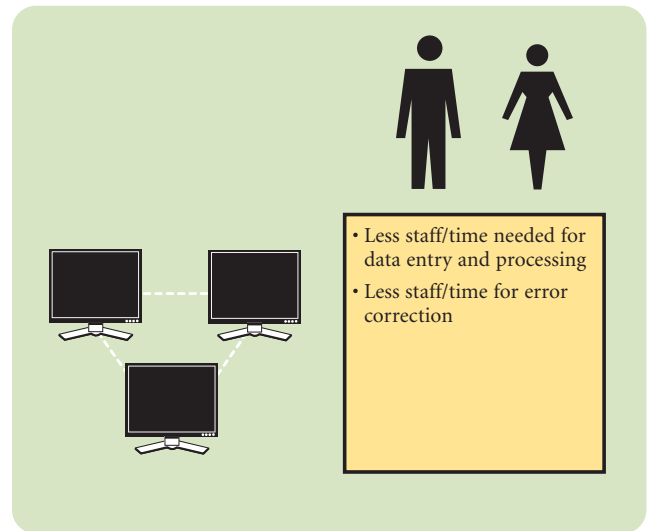 • Less staff/time needed for
data entry and processing
• Less staff/time for error
correction